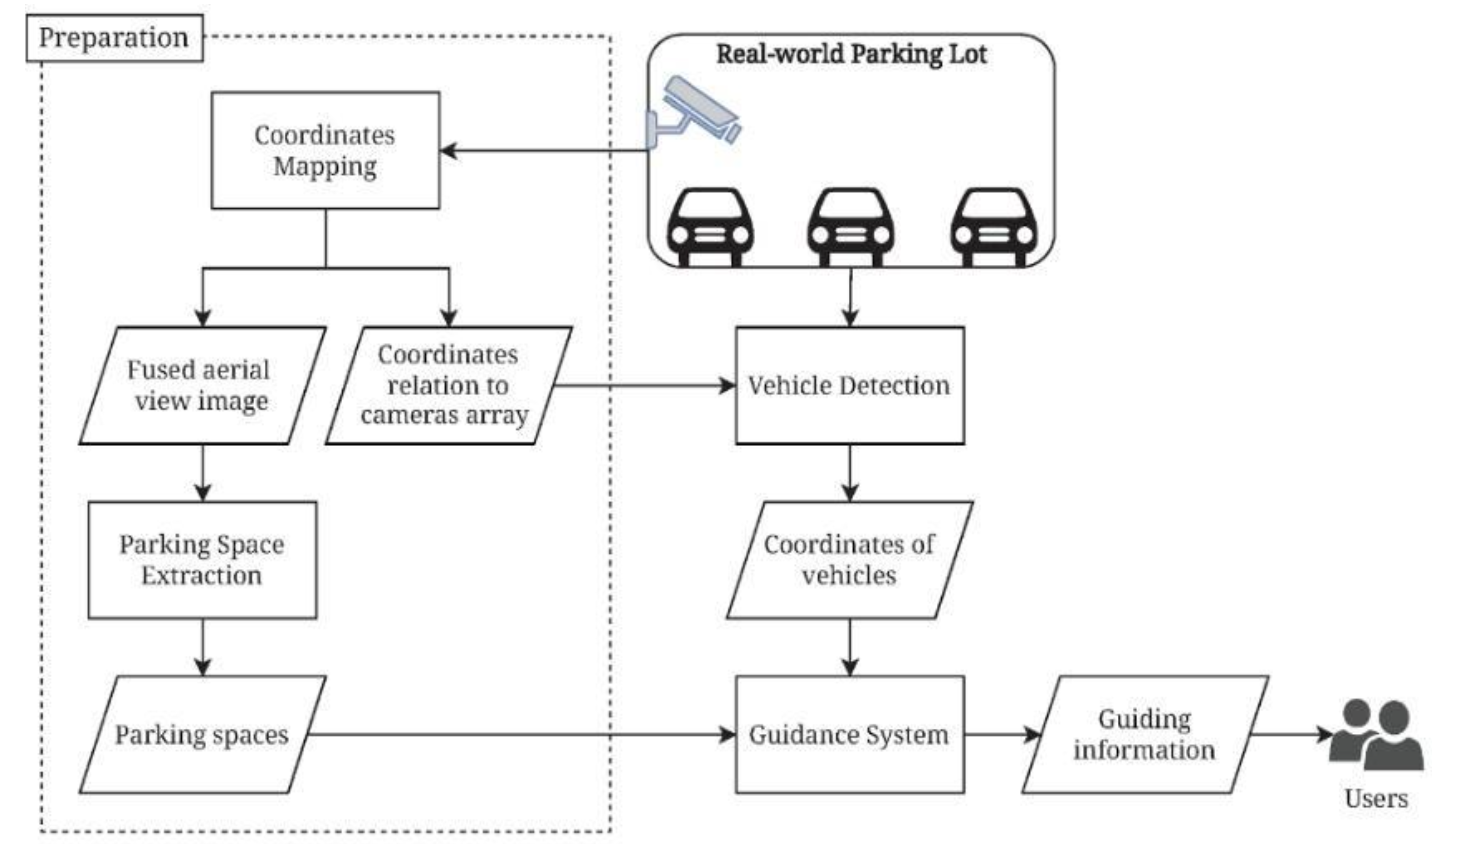 Preparation
Real-world Parking Lot
Coordinates
Mapping
Fused aerial
view image
Coordinates
relation to
cameras array
Vehicle Detection
Parking Space
Extraction
Coordinates of
vehicles
Parking spaces
Guidance System
Guiding
information
Users